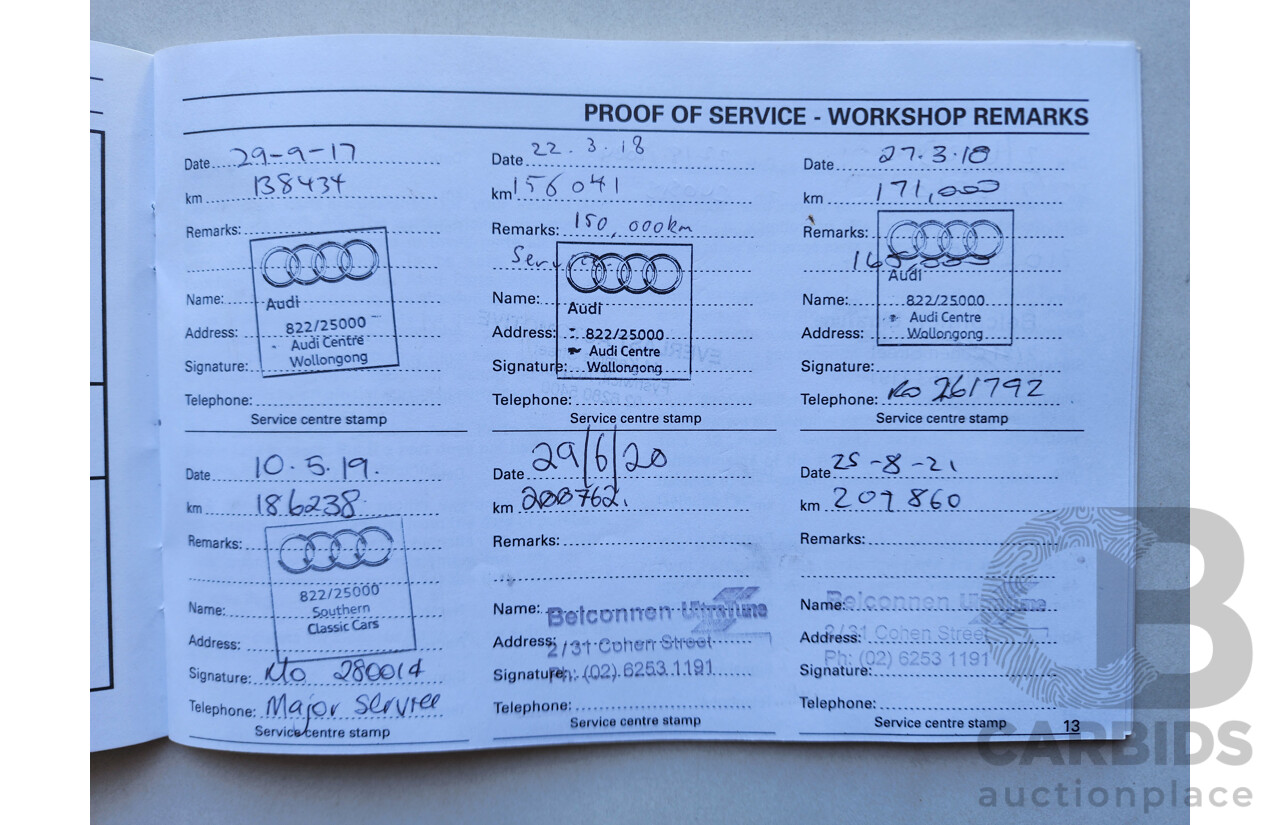 PROOF OF SERVICE - WORKSHOP REMARKS
Date 29-9-17
km 138434
Remarks:
Name:
Audi
Address:
822/25000
Audi Centre
Signature:
Wollongong
Telephone:
Service centre stamp
Date 22.3.18
km 156041
Remarks: 150,000km
Service
Name:
Audi
Address:
822/25000
Audi Centre
Signature:
Wollongong
Telephone:
Service centre stamp
Date 27.3.18
km 171,000
Remarks:
165,000
Audi
Name:
822/25000
Audi Centre
Address:
Wollongong
Signature:
Telephone: Ro 261792
Service centre stamp
Date 10.5.19.
km 186238
Remarks:
822/25000
Name:
Southern
Classic Cars
Address:
Signature: 280014
Telephone: Major Service
Service centre stamp
Date 29/6/20
km 200762.
Remarks:
Name: Belconnen UltraTune
Address: 2/31 Cohen Street
Signature: Ph: (02) 6253 1191
Telephone:
Service centre stamp
Date 25-8-21
km 207860
Remarks:
Name: Belconnen UltraTune
Address: 2/31 Cohen Street
Ph: (02) 6253 1191
Signature:
Telephone:
Service centre stamp
13
CARBIDS
auctionplace